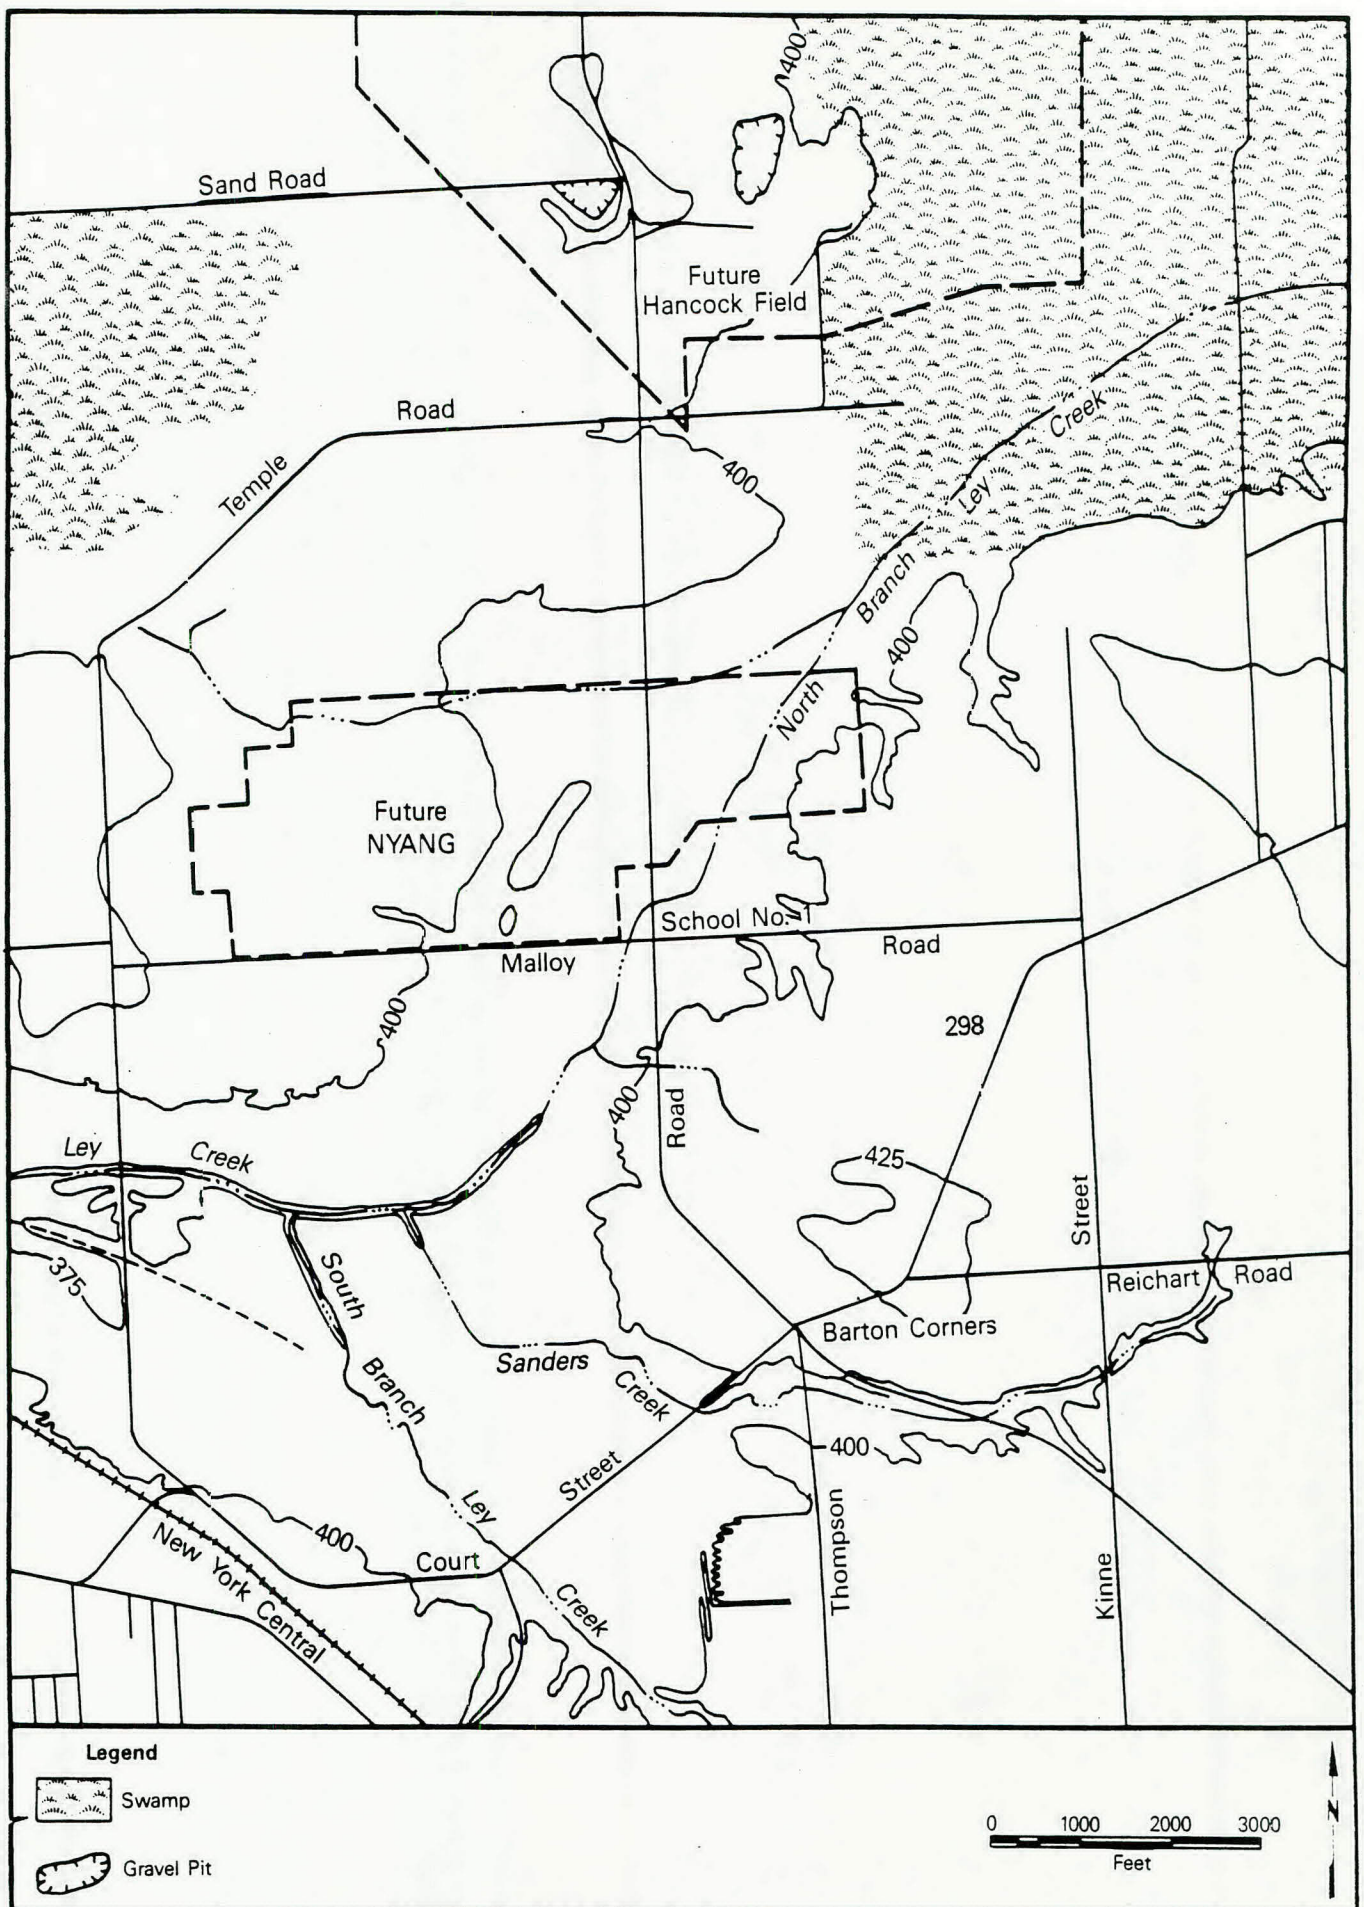 400
Sand Road
Future
Hancock Field
Road
Temple
400
Ley Creek
Branch
North
400
Future
NYANG
School No. 1
Malloy
Road
400
298
400
Road
Ley Creek
425
Street
375
South
Branch
Ley
Creek
Reichart Road
Barton Corners
Sanders
Creek
400
Street
400
Court
Thompson
Kinne
New York Central
Legend
Swamp
Gravel Pit
0 1000 2000 3000
Feet
N